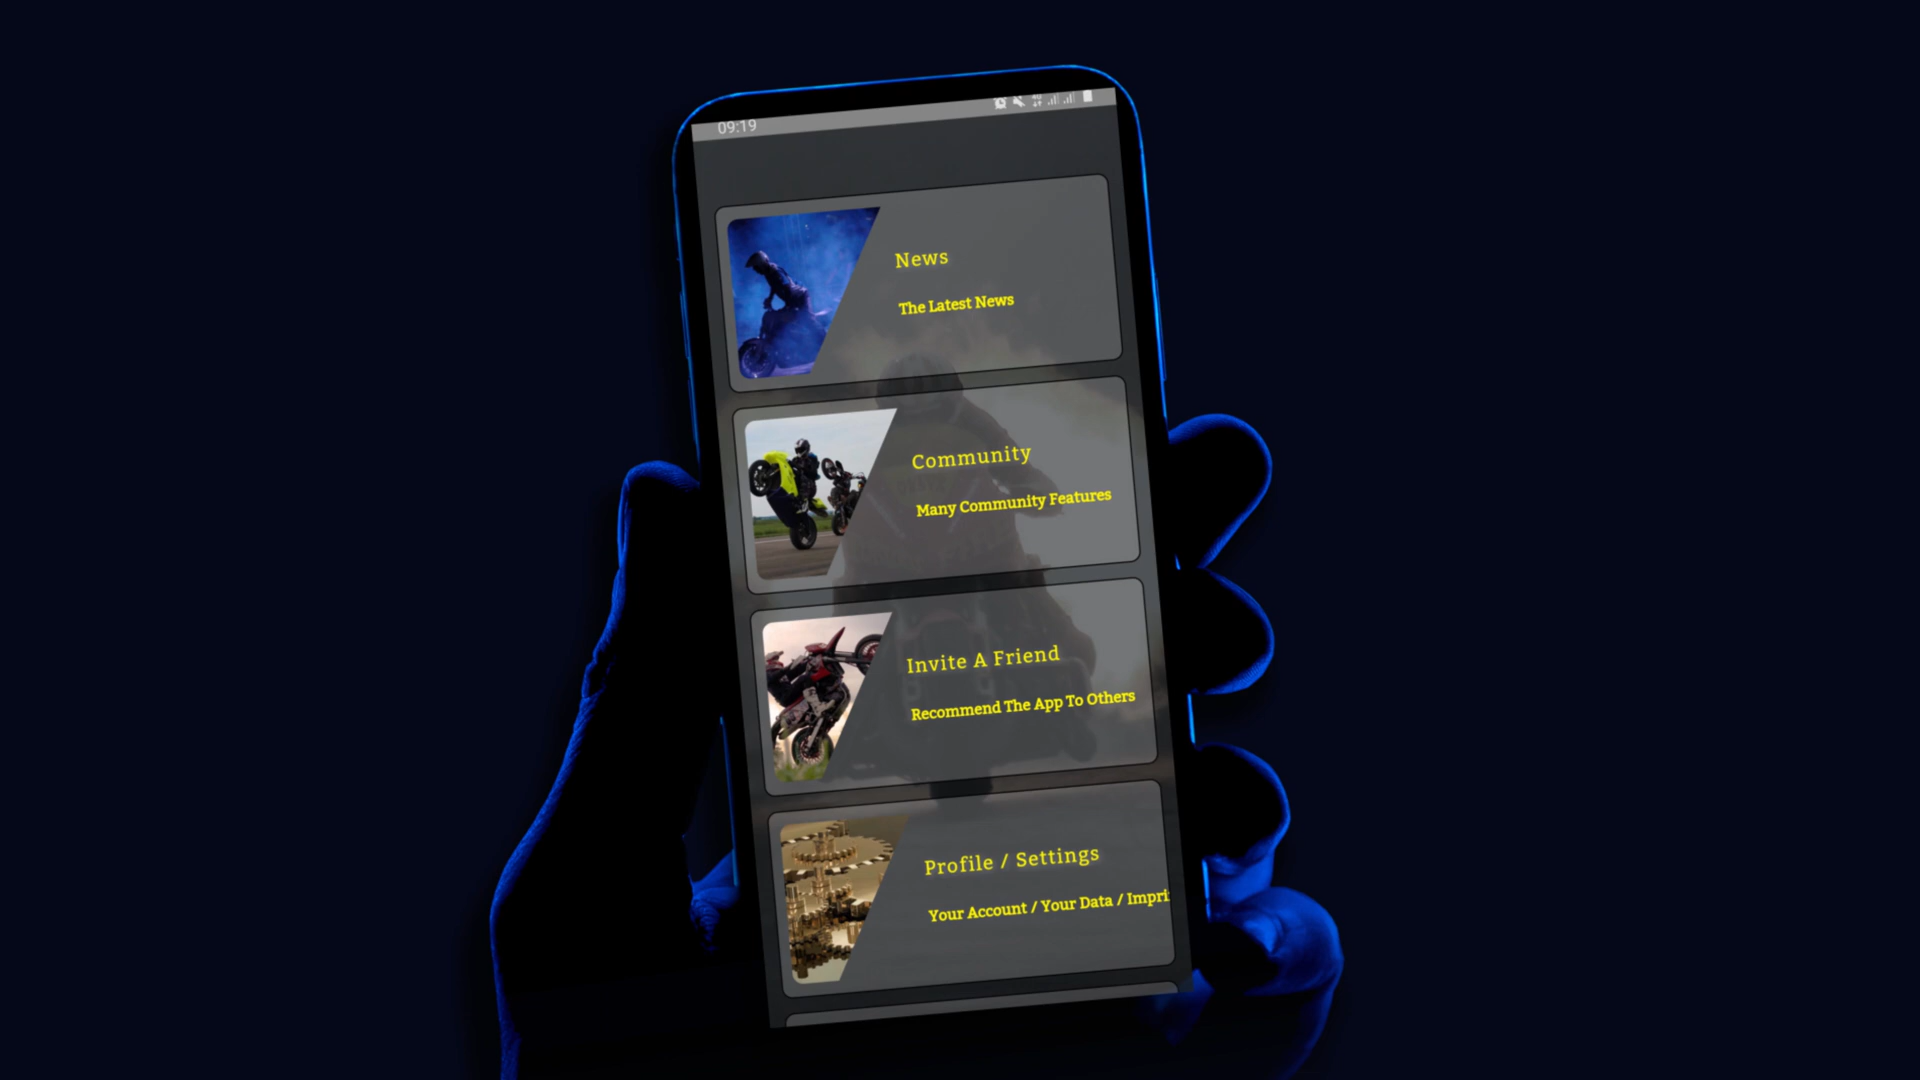 09:19
News
The Latest News
Community
Many Community Features
Invite A Friend
Recommend The App To Others
Profile / Settings
Your Account / Your Data / Impri